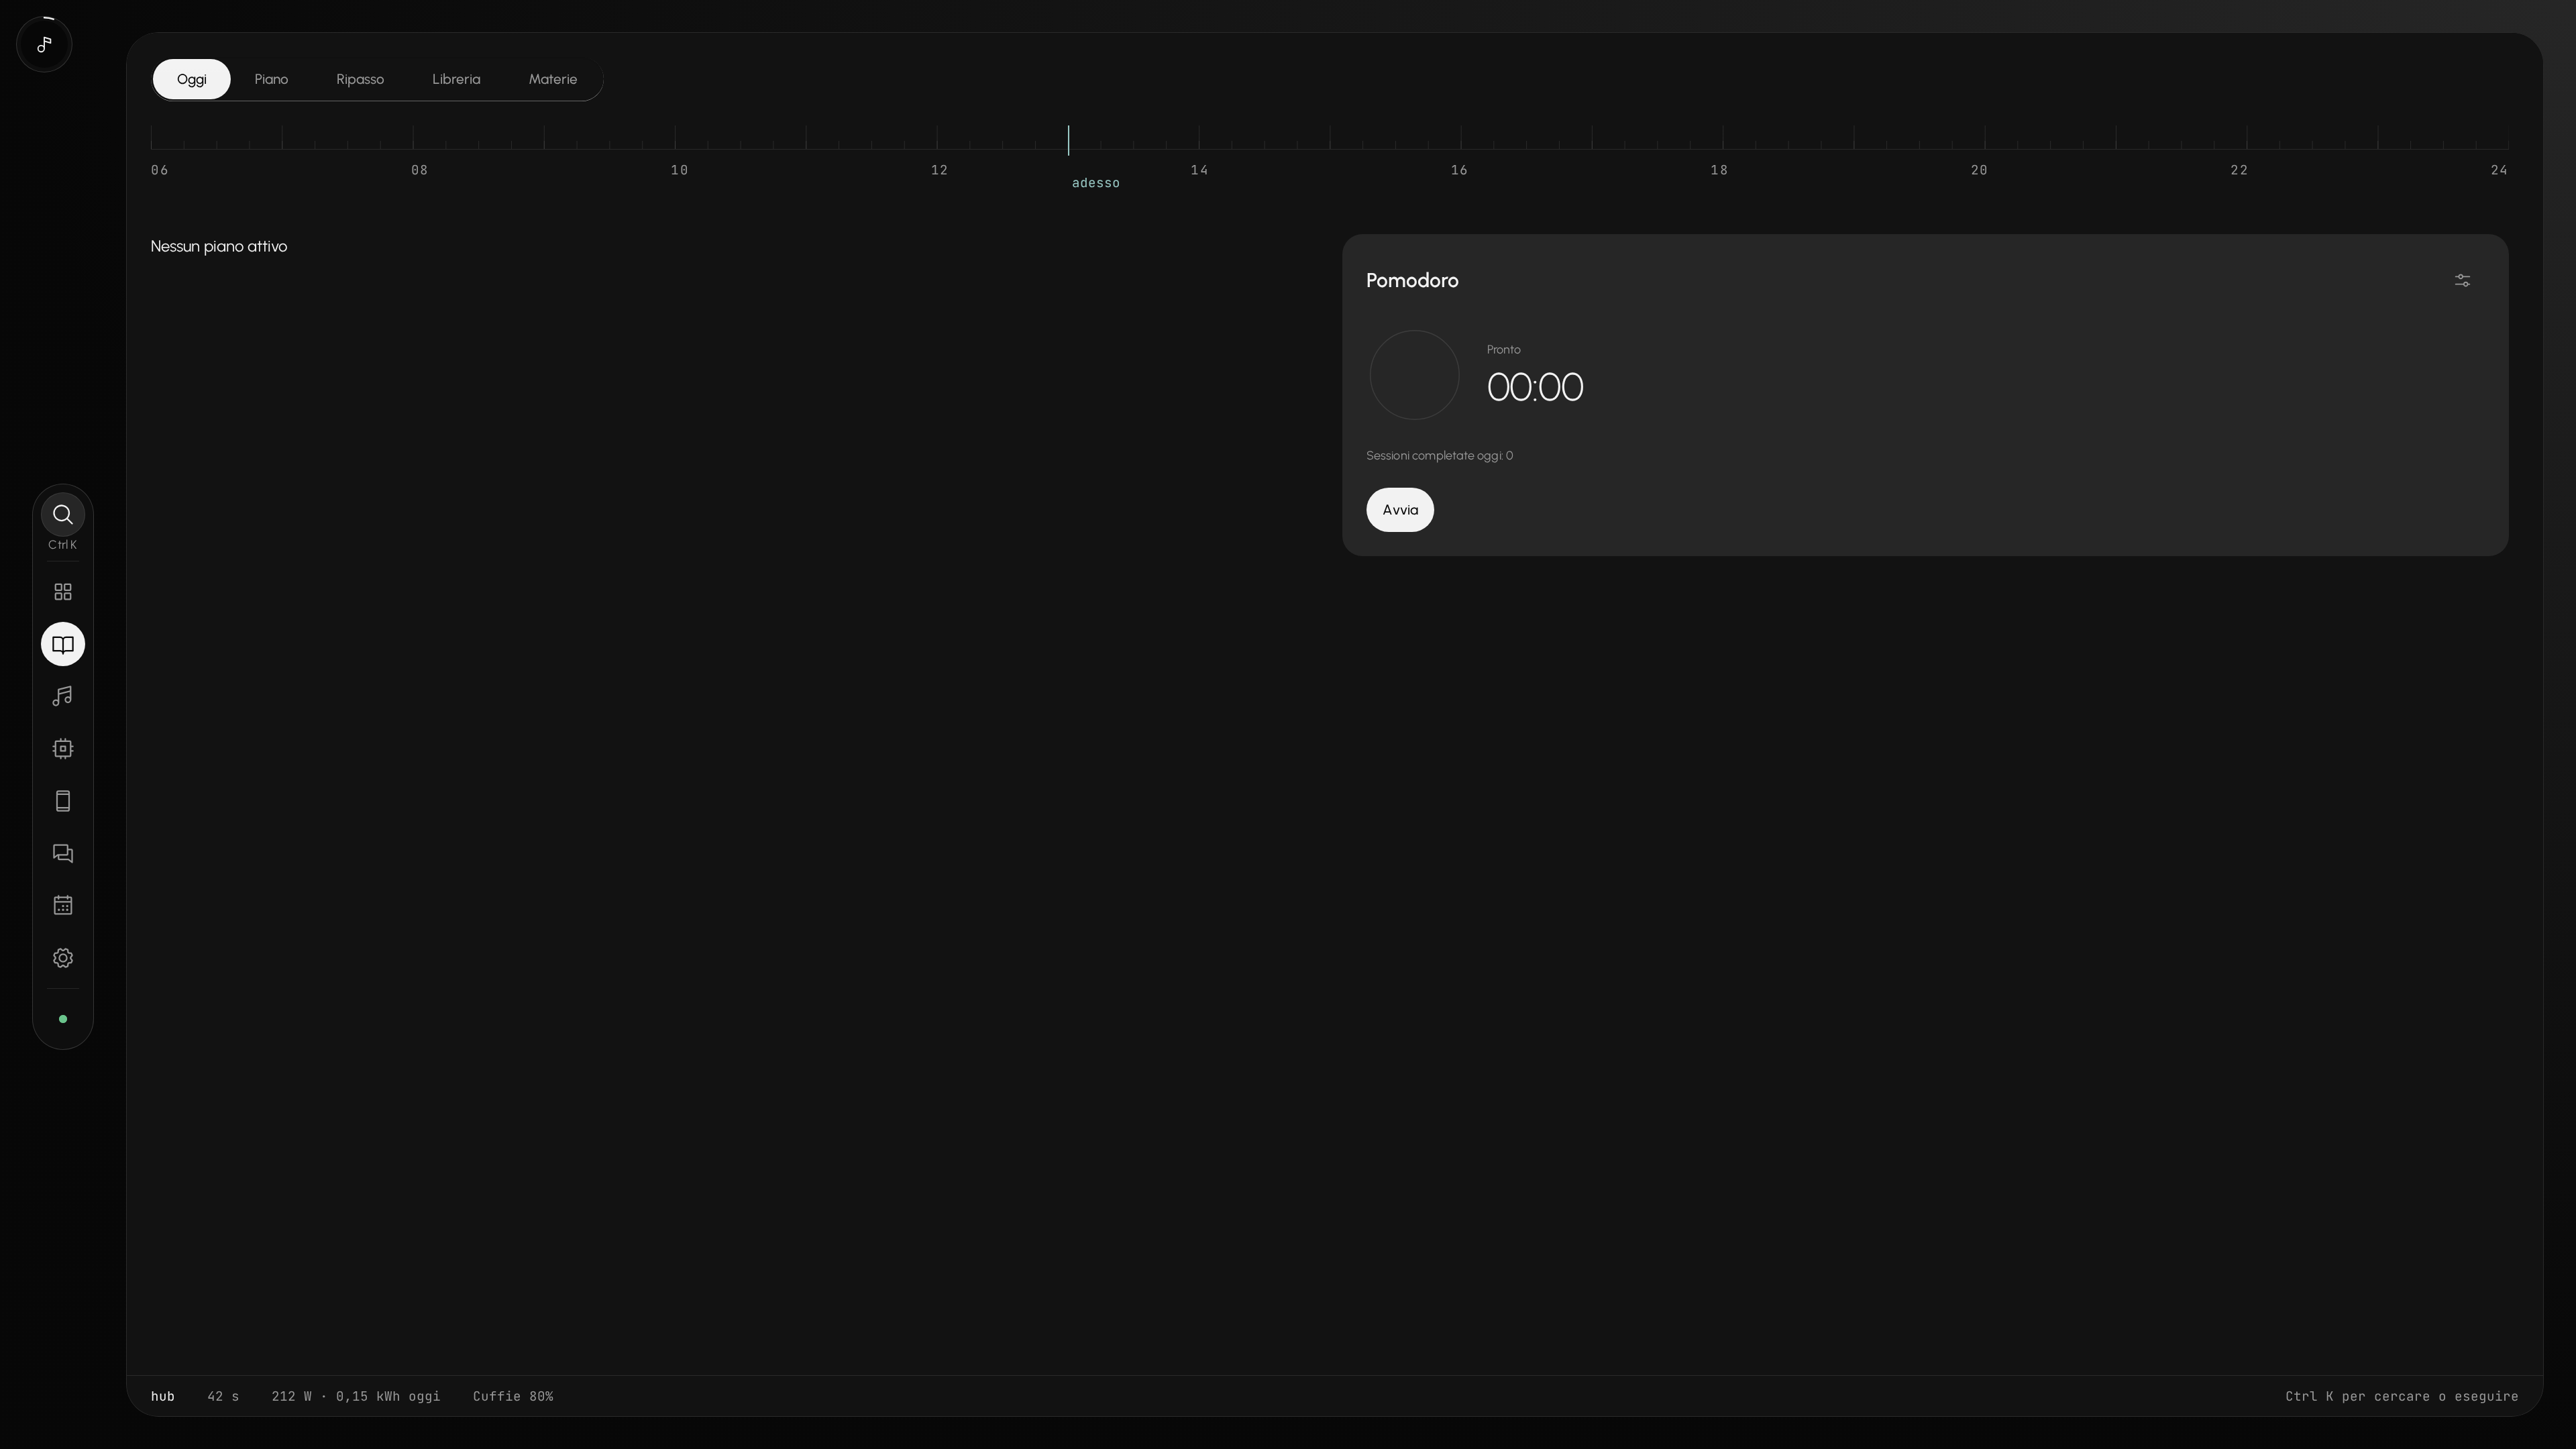 Oggi Piano Ripasso Libreria Materie
06 08 10 12 14 16 18 20 22 24
adesso
Nessun piano attivo
Pomodoro
Pronto
00:00
Sessioni completate oggi: 0
Avvia
Ctrl K
hub 42 s 212 W · 0,15 kWh oggi Cuffie 80% Ctrl K per cercare o eseguire